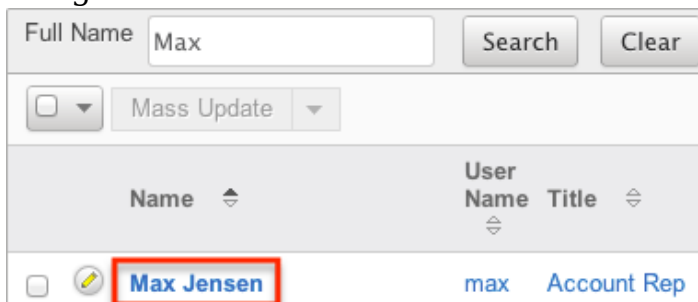 Full Name Max Search Clear
Mass Update
Name User Name Title
Max Jensen max Account Rep